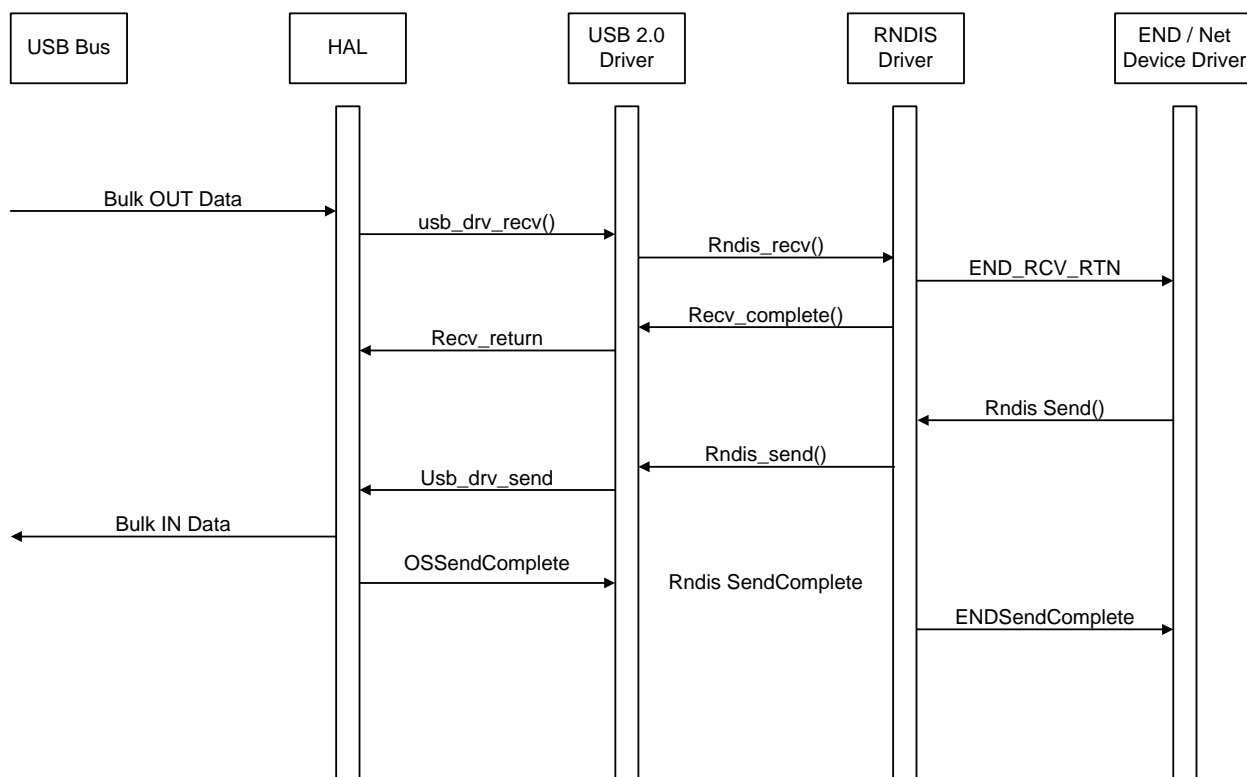 USB Bus
HAL
USB 2.0
Driver
RNDIS
Driver
END / Net
Device Driver
Bulk OUT Data
usb_drv_recv()
Rndis_recv()
END_RCV_RTN
Recv_complete()
Recv_return
Rndis Send()
Rndis_send()
Usb_drv_send
Bulk IN Data
OSSendComplete
Rndis SendComplete
ENDSendComplete